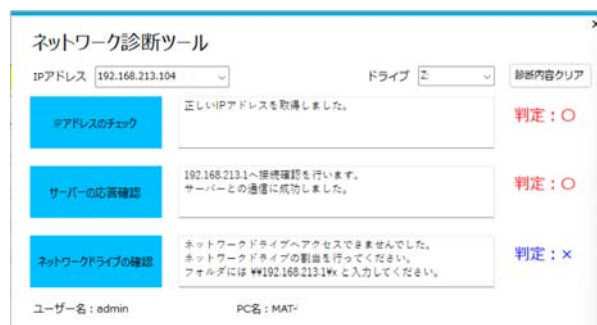 ネットワーク診断ツール
IPアドレス 192.168.213.104 ドライブ Z: 診断内容クリア
IPアドレスのチェック 正しいIPアドレスを取得しました。 判定：○
サーバーの応答確認 192.168.213.1へ接続確認を行います。
サーバーとの通信に成功しました。 判定：○
ネットワークドライブの確認 ネットワークドライブへアクセスできませんでした。
ネットワークドライブの割当を行ってください。
フォルダには ¥¥192.168.213.1¥x と入力してください。 判定：×
ユーザー名：admin PC名：MAT-